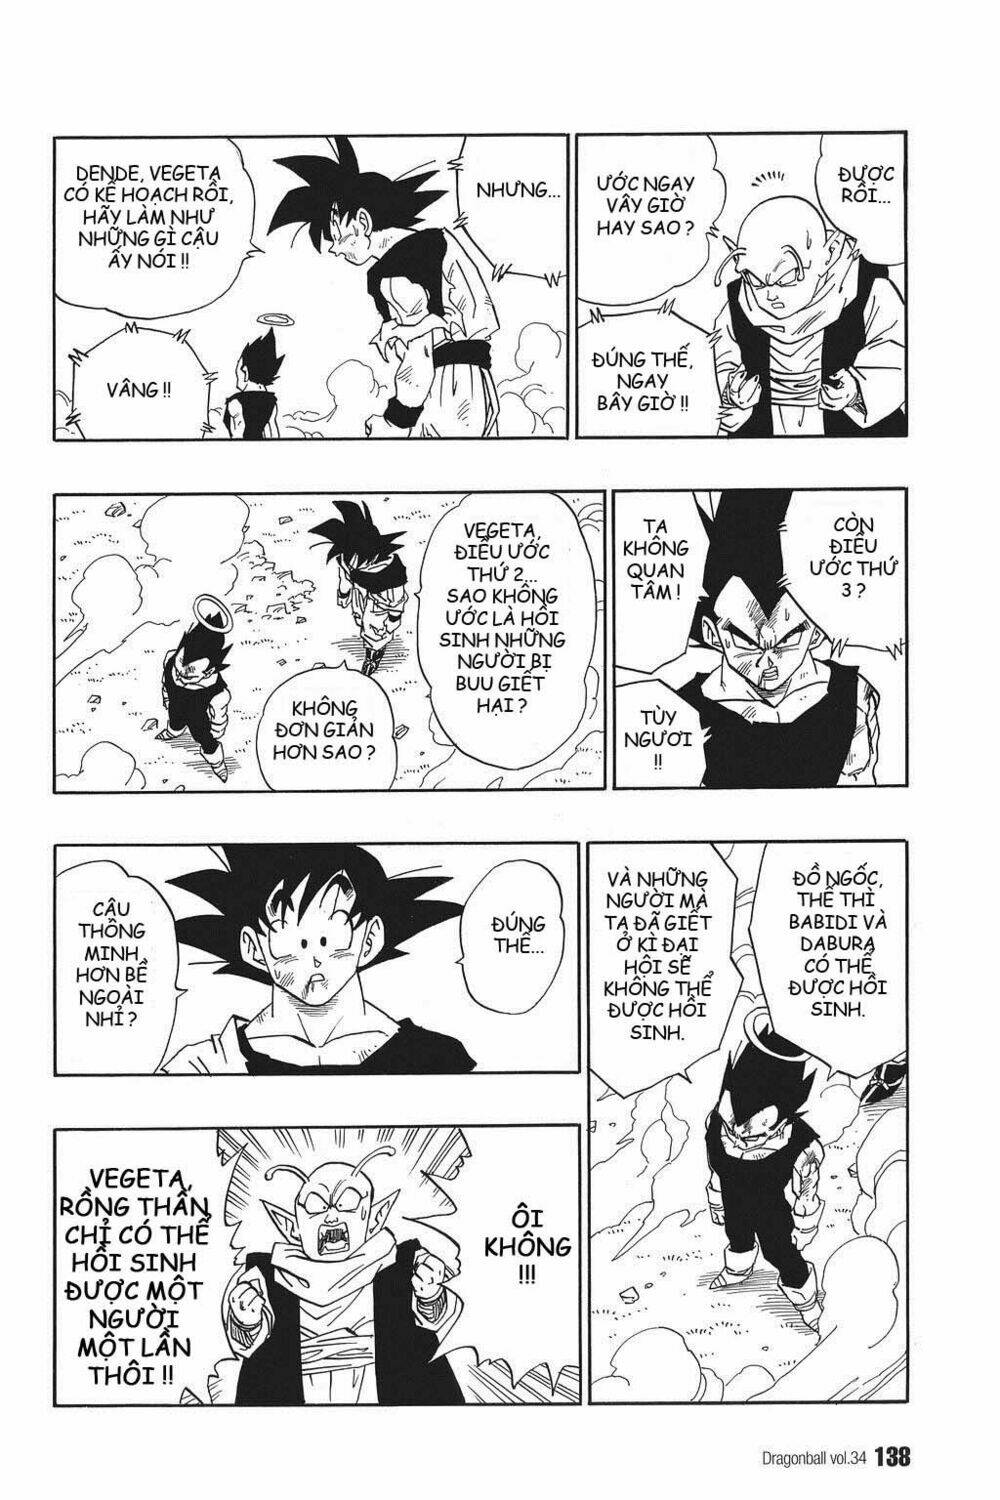 ĐƯỢC
RỒI...
ƯỚC NGAY
VÂY GIỜ
HAY SAO ?
ĐÚNG THẾ,
NGAY
BÂY GIỜ !!
NHƯNG...
DENDE, VEGETA
CÓ KẾ HOẠCH RỒI,
HÃY LÀM NHƯ
NHỮNG GÌ CẬU
ẤY NÓI !!
VÂNG !!
CÒN
ĐIỀU
ƯỚC THỨ
3 ?
TA
KHÔNG
QUAN
TÂM !
TÙY
NGƯƠI
!!
VEGETA,
ĐIỀU ƯỚC
THỨ 2...
SAO KHÔNG
ƯỚC LÀ HỒI
SINH NHỮNG
NGƯỜI BỊ
BUU GIẾT
HẠI ?
KHÔNG
ĐƠN GIẢN
HƠN SAO ?
ĐỒ NGỐC,
THẾ THÌ
BABIDI VÀ
DABURA
CÓ THỂ
ĐƯỢC HỒI
SINH.
VÀ NHỮNG
NGƯỜI MÀ
TA ĐÃ GIẾT
Ở KÌ ĐẠI
HỘI SẼ
KHÔNG THỂ
ĐƯỢC HỒI
SINH.
ĐÚNG
THẾ...
CÂU
THÔNG
MINH
HƠN BỀ
NGOÀI
NHỈ ?
ÔI
KHÔNG
!!!
VEGETA,
RỒNG THẦN
CHỈ CÓ THỂ
HỒI SINH
ĐƯỢC MỘT
NGƯỜI
MỘT LẦN
THÔI !!
Dragonball vol.34 138